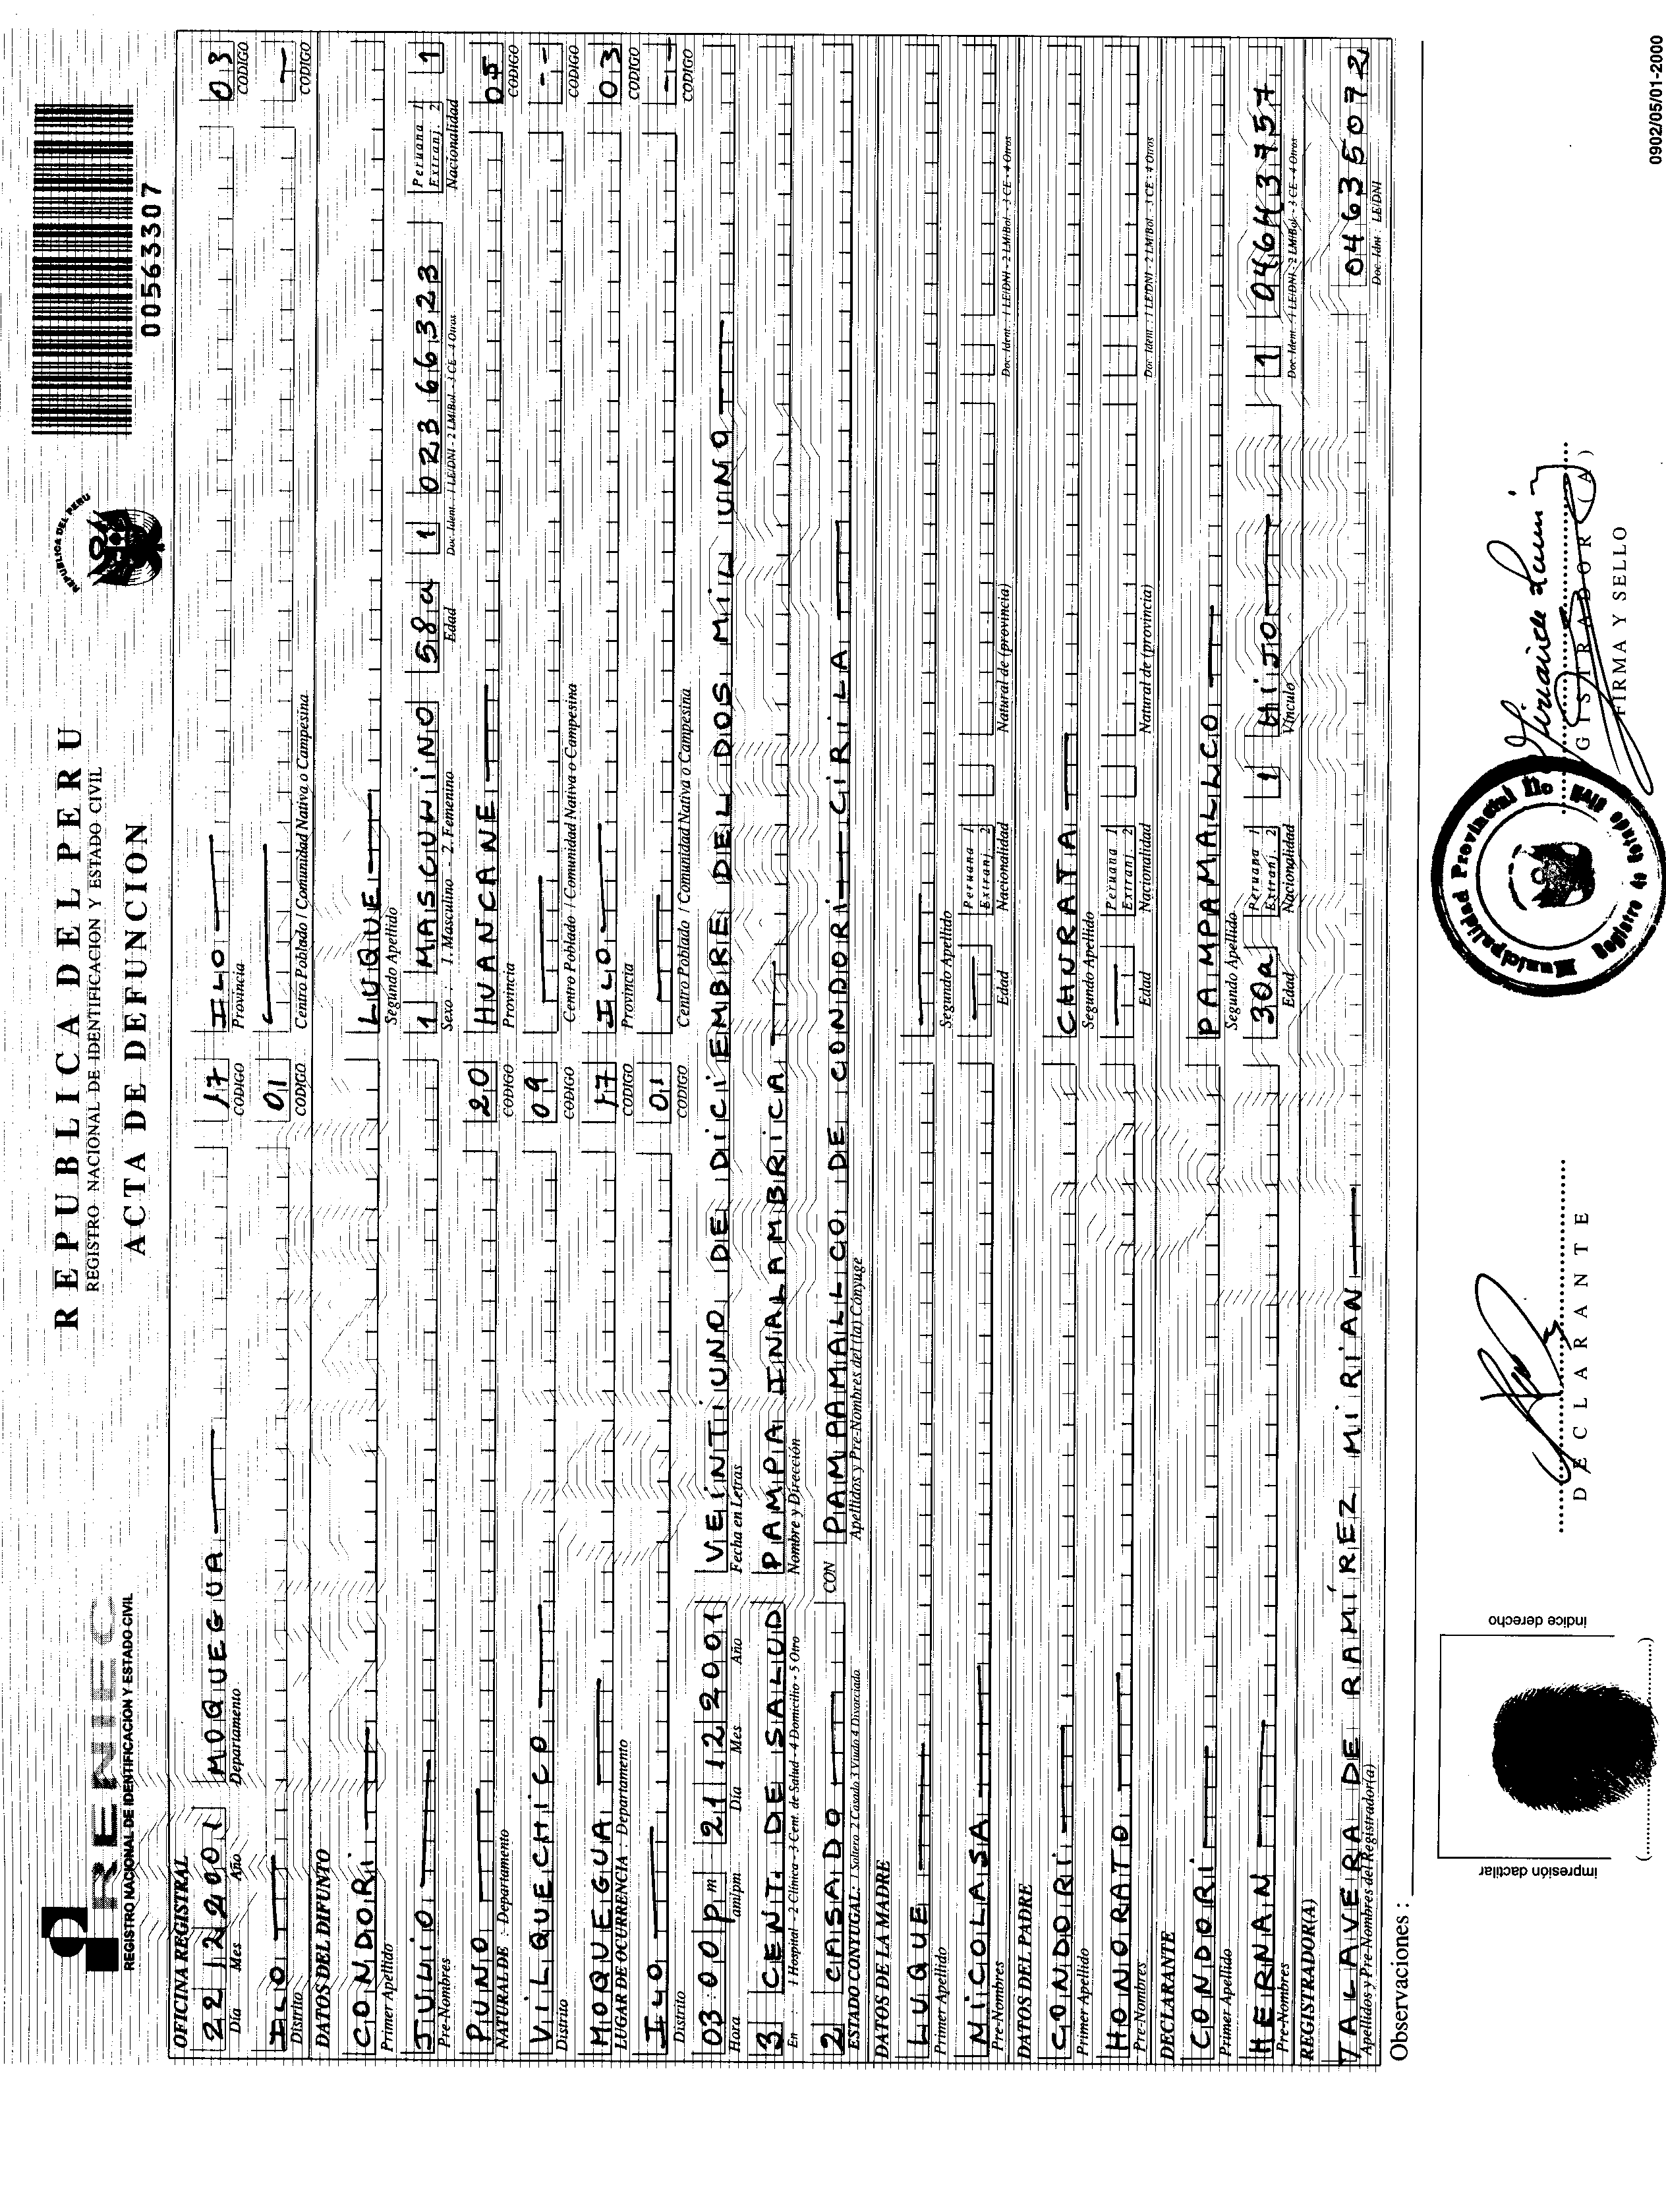 REPUBLICA DEL PERU
REGISTRO NACIONAL DE IDENTIFICACION Y ESTADO CIVIL
ACTA DE DEFUNCION
RENIEC
REGISTRO NACIONAL DE IDENTIFICACION Y ESTADO CIVIL
REPUBLICA DEL PERU
00563307
OFICINA REGISTRAL
22 12 2001 MOQUEGUA 17 ILO 03
Día Mes Año Departamento CODIGO Provincia CODIGO
ILO 01 --
Distrito CODIGO Centro Poblado / Comunidad Nativa o Campesina CODIGO
DATOS DEL DIFUNTO
CONDORI LUQUE
Primer Apellido Segundo Apellido
JULIO 1 MASCULINO 58a 1 02366323 Peruana 1 Extranj. 2 1
Pre-Nombres Sexo : 1. Masculino - 2. Femenino Edad Doc. Ident. : 1 LE/DNI - 2 LM/Bol. - 3 CE - 4 Otros Nacionalidad
PUNO 20 HUANCANE 05
NATURAL DE : Departamento CODIGO Provincia CODIGO
VILQUECHICO 09 --
Distrito CODIGO Centro Poblado / Comunidad Nativa o Campesina CODIGO
MOQUEGUA 17 ILO 03
LUGAR DE OCURRENCIA : Departamento CODIGO Provincia CODIGO
ILO 01 --
Distrito CODIGO Centro Poblado / Comunidad Nativa o Campesina CODIGO
03:00 pm 21 12 2001 VEINTIUNO DE DICIEMBRE DEL DOS MIL UNO
Hora am/pm Día Mes Año Fecha en Letras
3 CENT. DE SALUD PAMPA INALAMBRICA
En : 1 Hospital - 2 Clínica - 3 Cent. de Salud - 4 Domicilio - 5 Otro Nombre y Dirección
2 CASADO CON PAMPAMALLCO DE CONDORI - CIRILA
ESTADO CONYUGAL : 1 Soltero 2 Casado 3 Viudo 4 Divorciado Apellidos y Pre-Nombres del (la) Cónyuge
DATOS DE LA MADRE
LUQUE
Primer Apellido Segundo Apellido
NICOLASA Peruana 1 Extranj. 2
Pre-Nombres Edad Nacionalidad Natural de (provincia) Doc. Ident. : 1 LE/DNI - 2 LM/Bol. - 3 CE - 4 Otros
DATOS DEL PADRE
CONDORI CHURATA
Primer Apellido Segundo Apellido
HONORATO Peruana 1 Extranj. 2
Pre-Nombres Edad Nacionalidad Natural de (provincia) Doc. Ident. : 1 LE/DNI - 2 LM/Bol. - 3 CE - 4 Otros
DECLARANTE
CONDORI PAMPAMALLCO
Primer Apellido Segundo Apellido
HERNAN 30a Peruana 1 Extranj. 2 1 HIJO 1 04643757
Pre-Nombres Edad Nacionalidad Vínculo Doc. Ident. : 1 LE/DNI - 2 LM/Bol. - 3 CE - 4 Otros
REGISTRADOR(A)
TALAVERA DE RAMÍREZ MIRIAN 04635072
Apellidos y Pre-Nombres del Registrador(a) Doc. Idnt : LE/DNI
Observaciones :
impresión dactilar
índice derecho
DECLARANTE
Municipalidad Provincial Ilo
Registro de Estado Civil
REGISTRADOR (A)
FIRMA Y SELLO
0902/05/01-2000